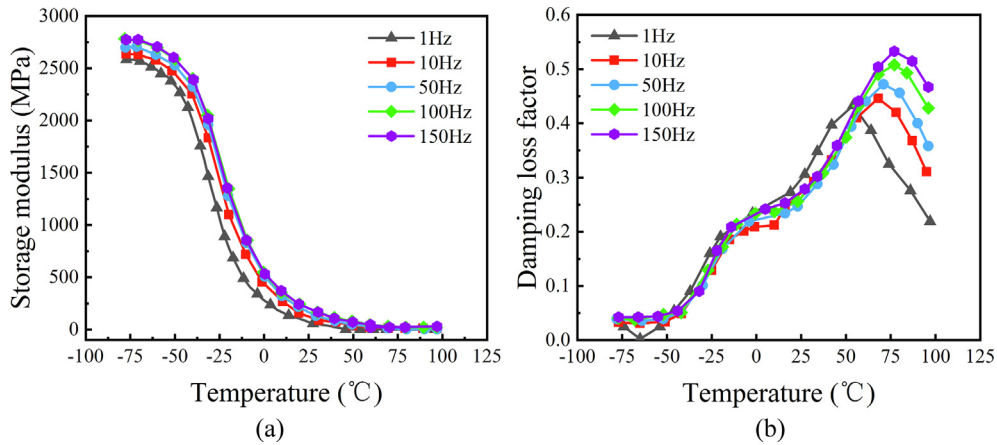 (a)
3000
2500
2000
1500
1000
500
0
Storage modulus (MPa)
1Hz
10Hz
50Hz
100Hz
150Hz
-100 -75 -50 -25 0 25 50 75 100 125
Temperature (℃)
(a)
(b)
0.6
0.5
0.4
0.3
0.2
0.1
0.0
Damping loss factor
1Hz
10Hz
50Hz
100Hz
150Hz
-100 -75 -50 -25 0 25 50 75 100 125
Temperature (℃)
(b)